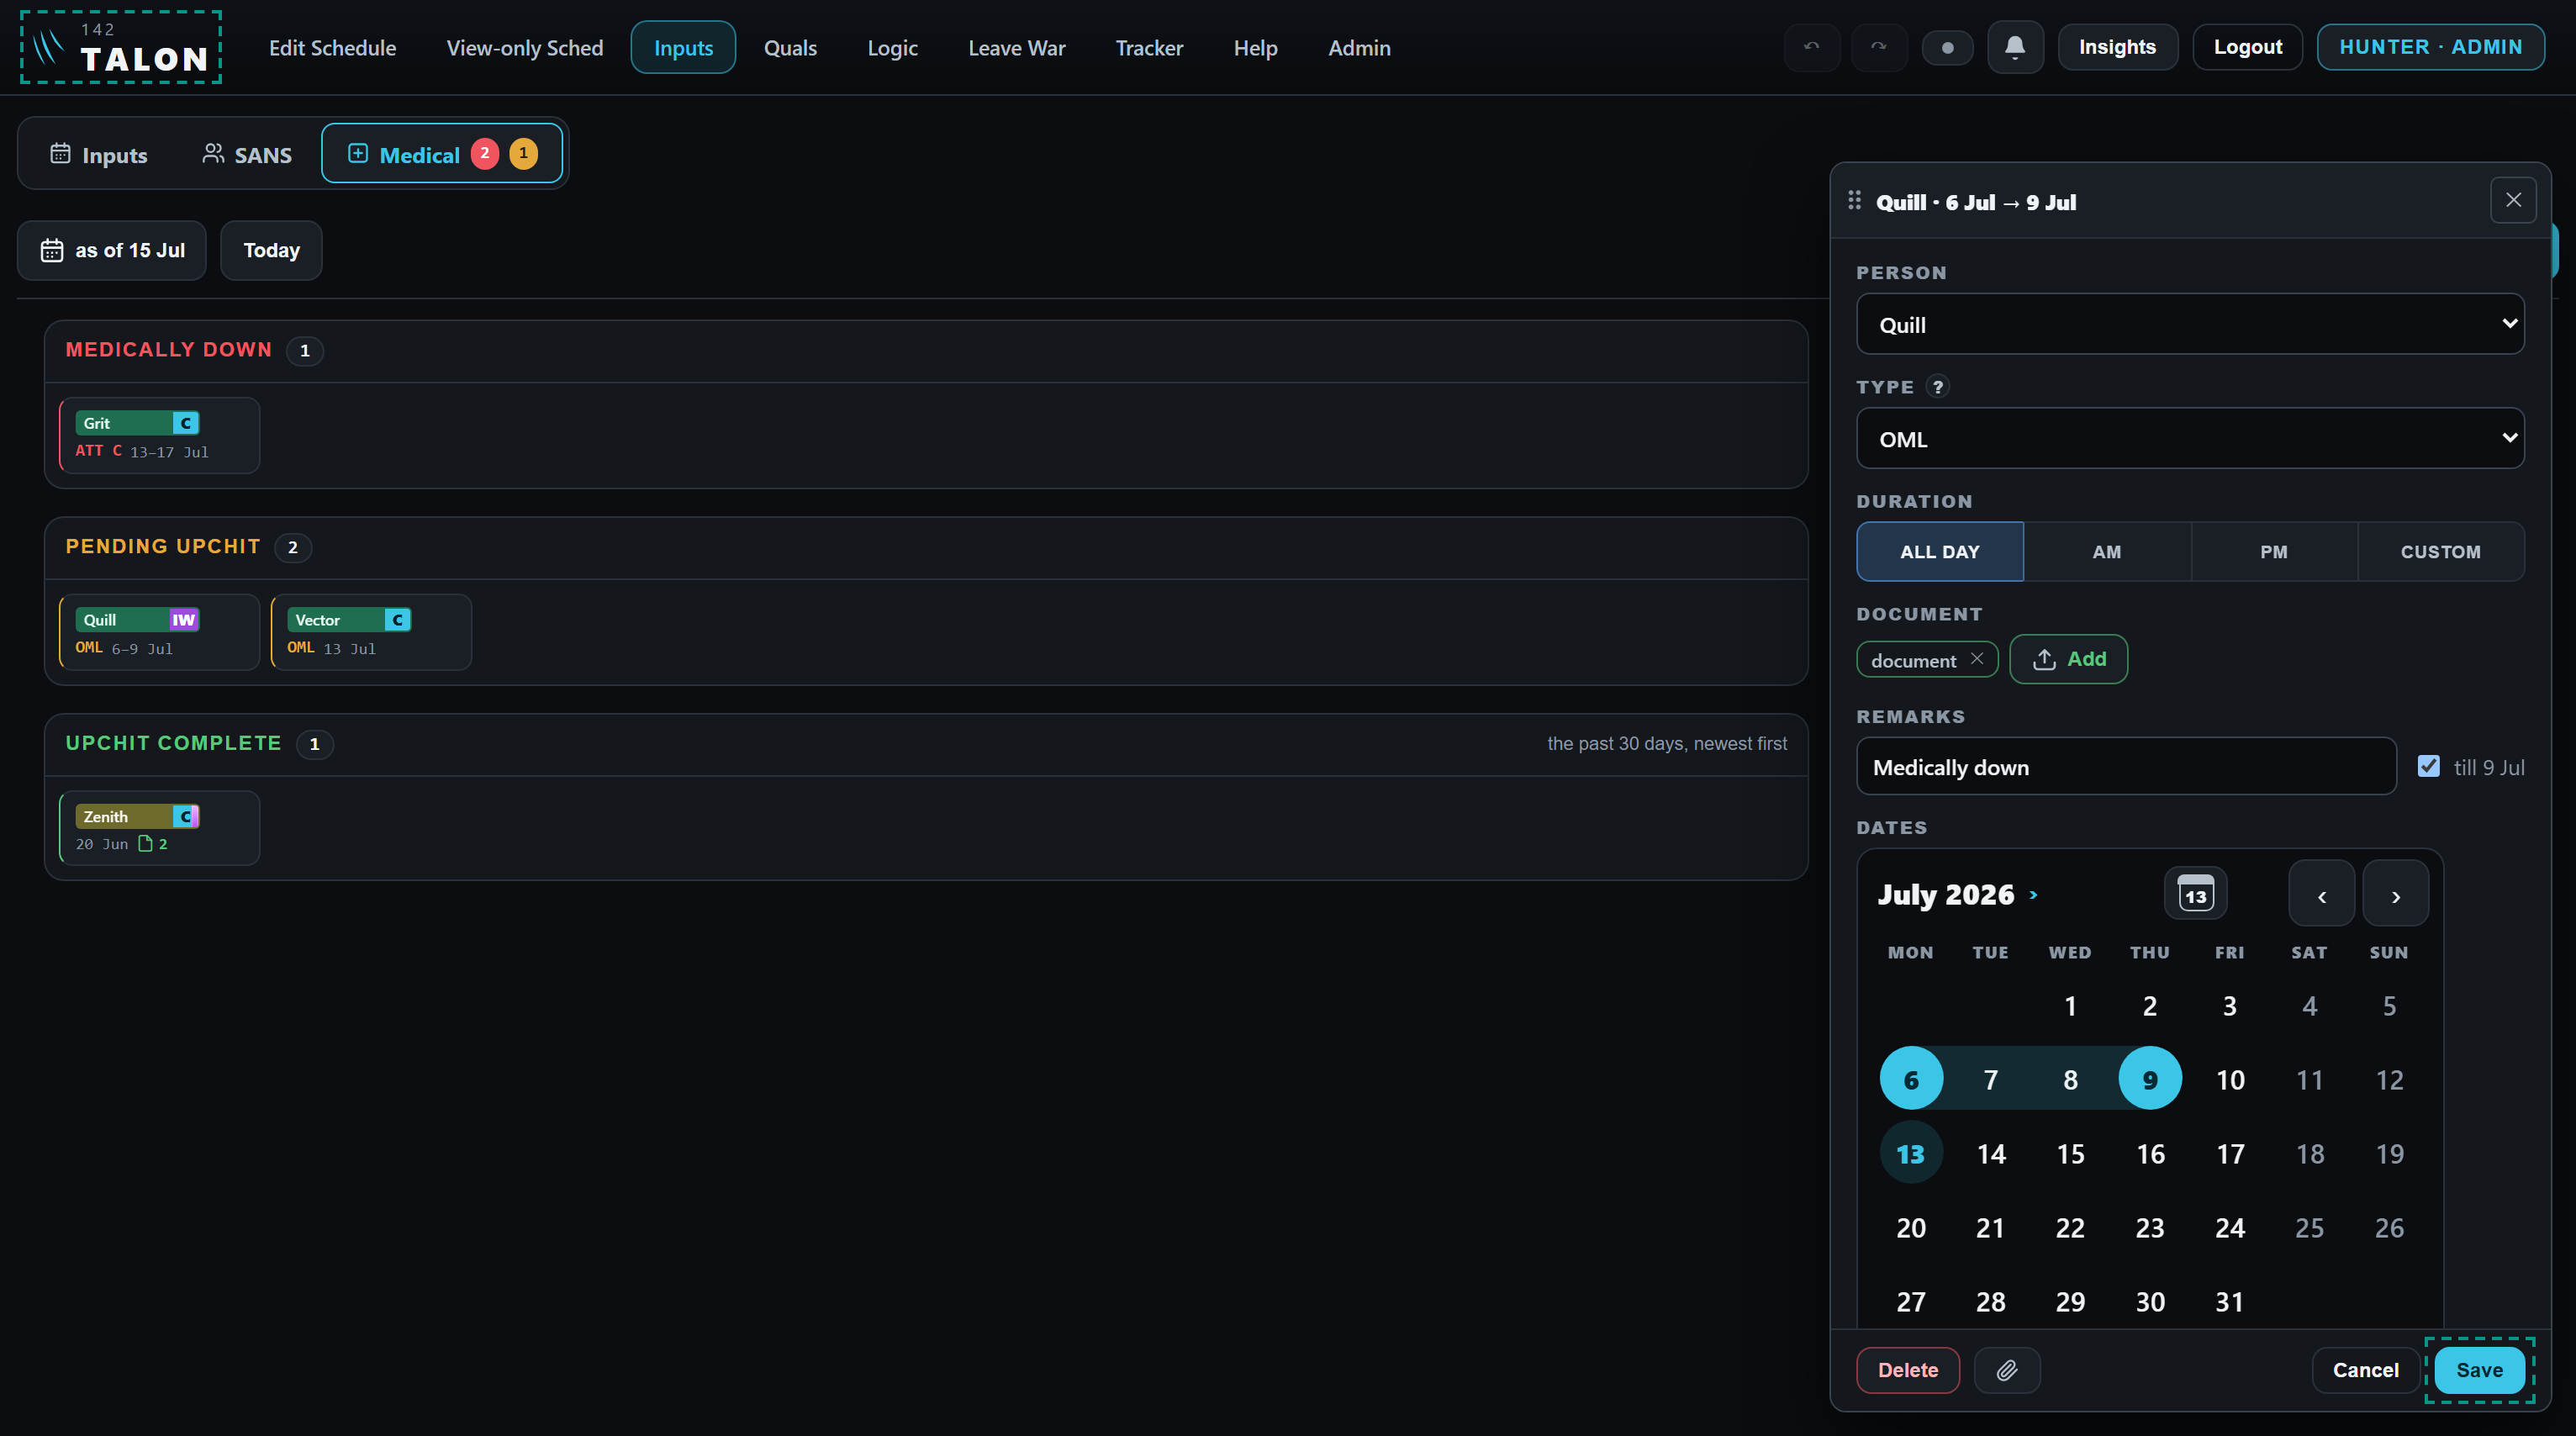 142
TALON
Edit Schedule
View-only Sched
Inputs
Quals
Logic
Leave War
Tracker
Help
Admin
Insights
Logout
HUNTER · ADMIN
Inputs
SANS
Medical 2 1
as of 15 Jul
Today
MEDICALLY DOWN 1
Grit C
ATT C 13–17 Jul
PENDING UPCHIT 2
Quill IW
OML 6–9 Jul
Vector C
OML 13 Jul
UPCHIT COMPLETE 1
the past 30 days, newest first
Zenith C
20 Jun 2
Quill · 6 Jul → 9 Jul
PERSON
Quill
TYPE ?
OML
DURATION
ALL DAY AM PM CUSTOM
DOCUMENT
document Add
REMARKS
Medically down
till 9 Jul
DATES
July 2026 › 13 ‹ ›
MON TUE WED THU FRI SAT SUN
1 2 3 4 5
6 7 8 9 10 11 12
13 14 15 16 17 18 19
20 21 22 23 24 25 26
27 28 29 30 31
Delete
Cancel
Save